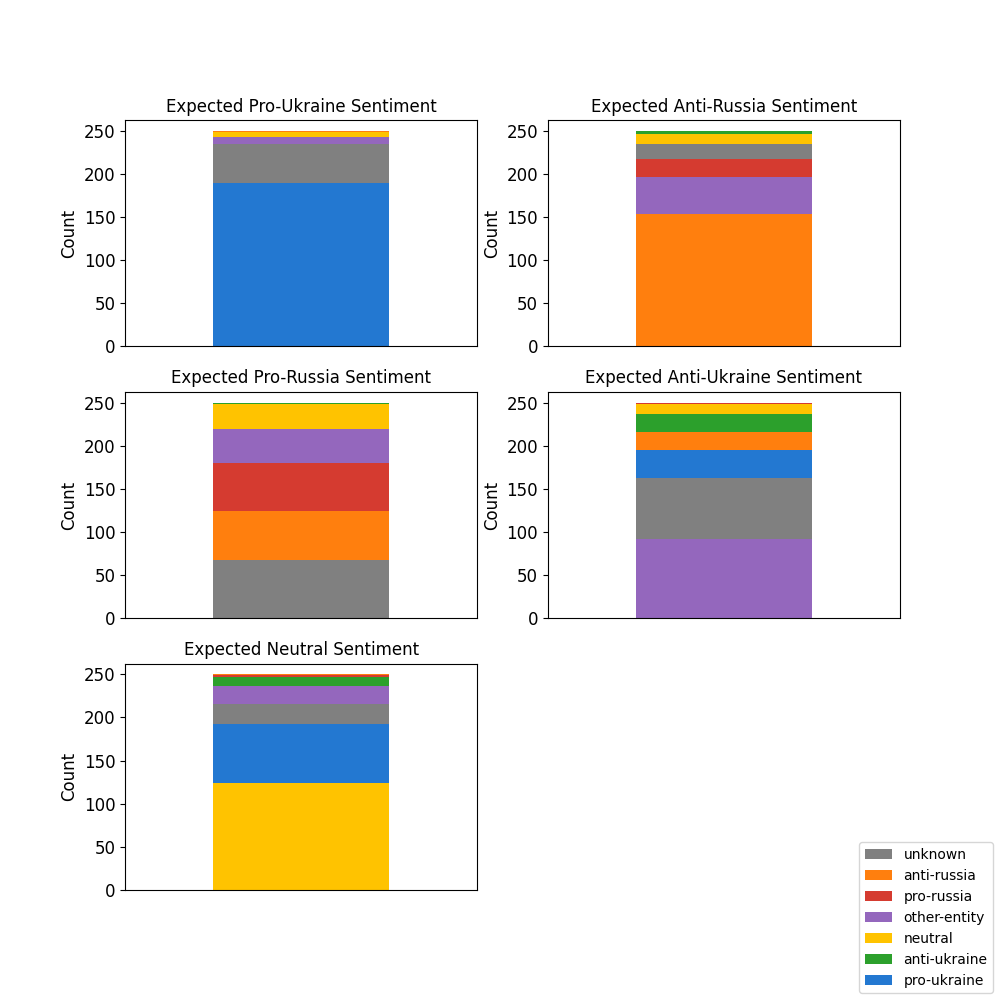 Expected Pro-Ukraine Sentiment
Count
250
200
150
100
50
0
Expected Anti-Russia Sentiment
Count
250
200
150
100
50
0
Expected Pro-Russia Sentiment
Count
250
200
150
100
50
0
Expected Anti-Ukraine Sentiment
Count
250
200
150
100
50
0
Expected Neutral Sentiment
Count
250
200
150
100
50
0
unknown
anti-russia
pro-russia
other-entity
neutral
anti-ukraine
pro-ukraine